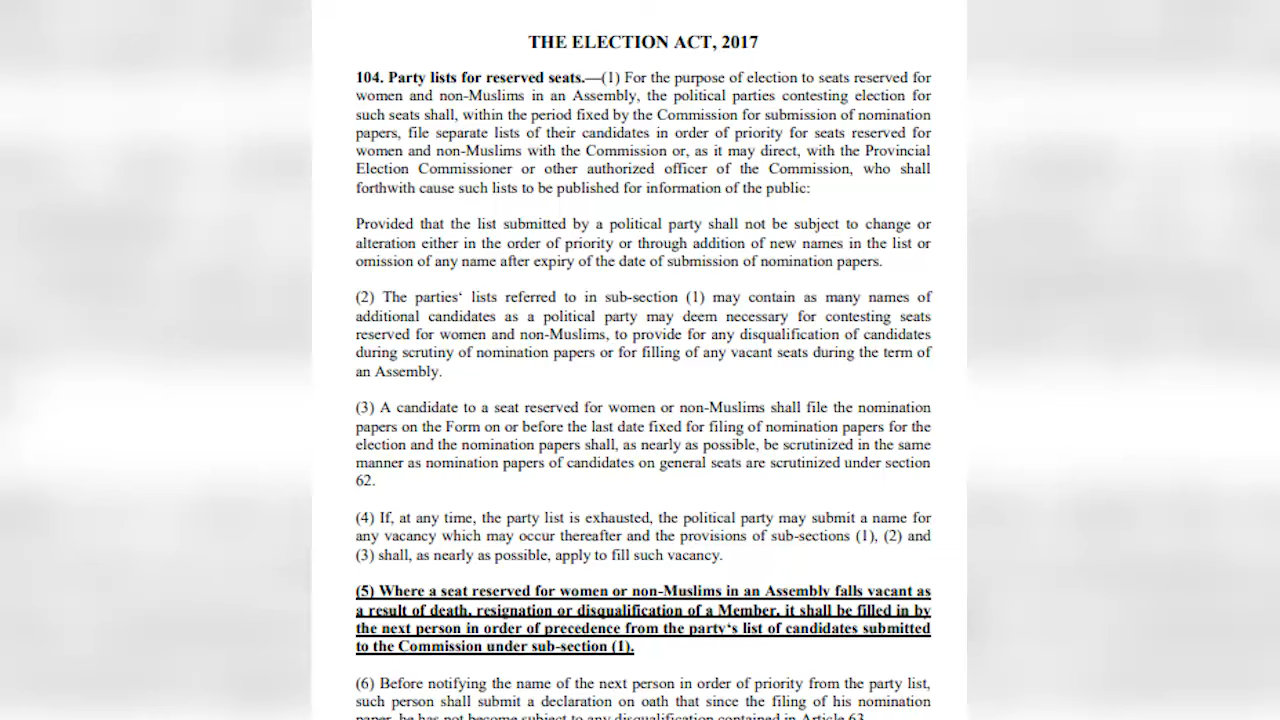 THE ELECTION ACT, 2017
104. Party lists for reserved seats.—(1) For the purpose of election to seats reserved for
women and non-Muslims in an Assembly, the political parties contesting election for
such seats shall, within the period fixed by the Commission for submission of nomination
papers, file separate lists of their candidates in order of priority for seats reserved for
women and non-Muslims with the Commission or, as it may direct, with the Provincial
Election Commissioner or other authorized officer of the Commission, who shall
forthwith cause such lists to be published for information of the public:
Provided that the list submitted by a political party shall not be subject to change or
alteration either in the order of priority or through addition of new names in the list or
omission of any name after expiry of the date of submission of nomination papers.
(2) The parties‘ lists referred to in sub-section (1) may contain as many names of
additional candidates as a political party may deem necessary for contesting seats
reserved for women and non-Muslims, to provide for any disqualification of candidates
during scrutiny of nomination papers or for filling of any vacant seats during the term of
an Assembly.
(3) A candidate to a seat reserved for women or non-Muslims shall file the nomination
papers on the Form on or before the last date fixed for filing of nomination papers for the
election and the nomination papers shall, as nearly as possible, be scrutinized in the same
manner as nomination papers of candidates on general seats are scrutinized under section
62.
(4) If, at any time, the party list is exhausted, the political party may submit a name for
any vacancy which may occur thereafter and the provisions of sub-sections (1), (2) and
(3) shall, as nearly as possible, apply to fill such vacancy.
(5) Where a seat reserved for women or non-Muslims in an Assembly falls vacant as
a result of death, resignation or disqualification of a Member, it shall be filled in by
the next person in order of precedence from the party‘s list of candidates submitted
to the Commission under sub-section (1).
(6) Before notifying the name of the next person in order of priority from the party list,
such person shall submit a declaration on oath that since the filing of his nomination
paper, he has not become subject to any disqualification contained in Article 63